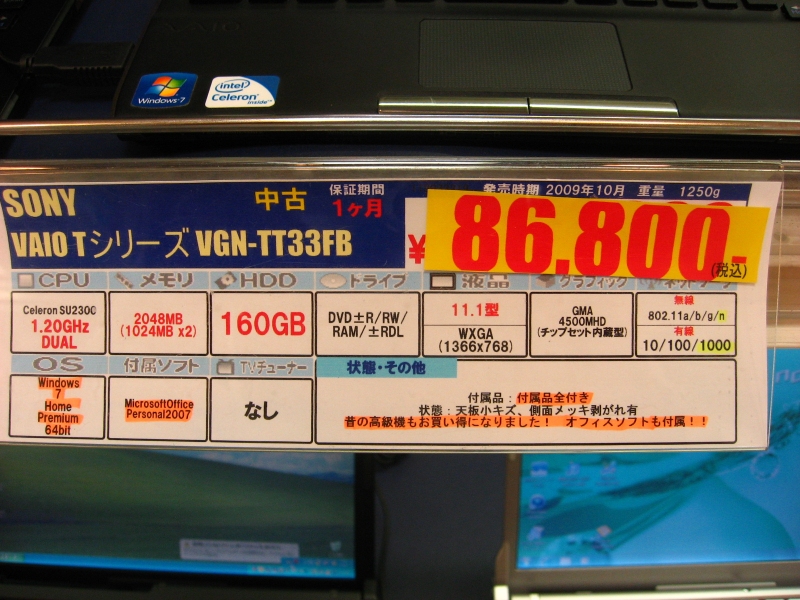 VAIO
Windows 7
intel
Celeron
inside™
SONY 中古 保証期間 1ヶ月 発売時期 2009年10月 重量 1250g
VAIO Tシリーズ VGN-TT33FB ¥ 86,800- (税込)
CPU メモリ HDD ドライブ 液晶 グラフィック ネットワーク
Celeron SU2300
1.20GHz
DUAL
2048MB
(1024MB x2)
160GB
DVD±R/RW/
RAM/±RDL
11.1型
WXGA
(1366x768)
GMA
4500MHD
(チップセット内蔵型)
無線
802.11a/b/g/n
有線
10/100/1000
OS 付属ソフト TVチューナー 状態・その他
Windows
7
Home
Premium
64bit
MicrosoftOffice
Personal2007
なし
付属品：付属品全付き
状態：天板小キズ、側面メッキ剥がれ有
昔の高級機もお買い得になりました！ オフィスソフトも付属！！